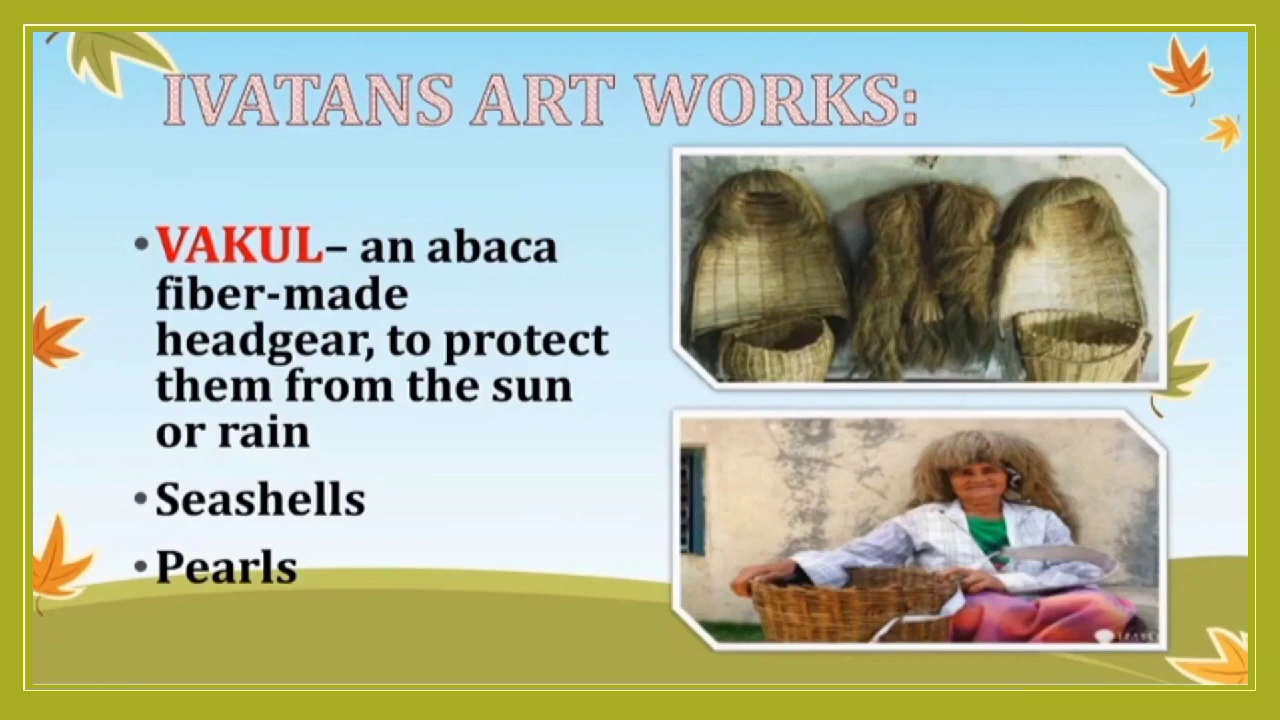 IVATANS ART WORKS:
•VAKUL– an abaca
fiber-made
headgear, to protect
them from the sun
or rain
•Seashells
•Pearls